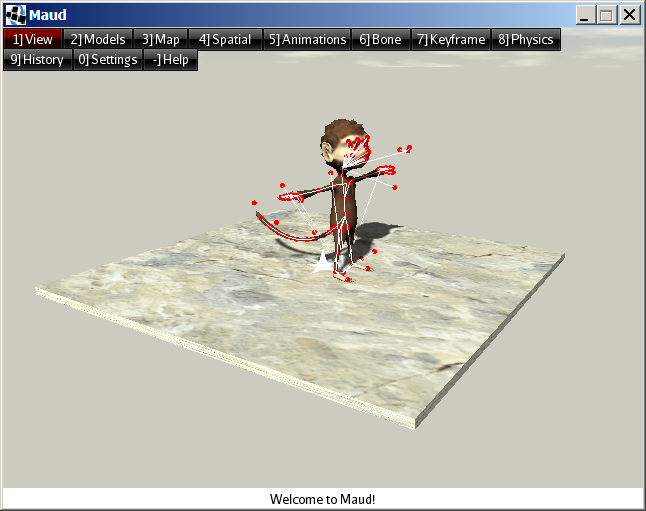 Maud
1] View 2] Models 3] Map 4] Spatial 5] Animations 6] Bone 7] Keyframe 8] Physics
9] History 0] Settings -] Help
Welcome to Maud!